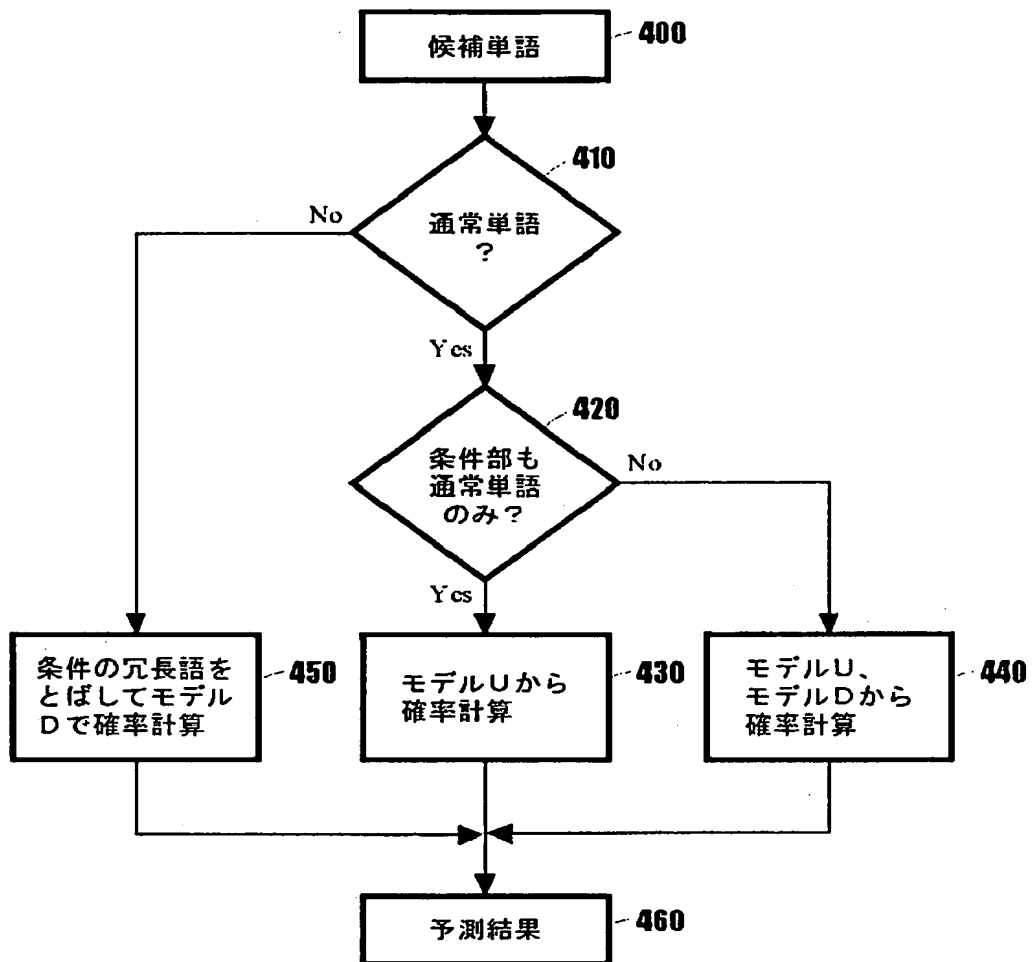 候補単語
400
410
No
通常単語
？
Yes
420
条件部も
通常単語
のみ？
No
Yes
条件の冗長語を
とばしてモデル
Ｄで確率計算
450
モデルＵから
確率計算
430
モデルＵ、
モデルＤから
確率計算
440
予測結果
460